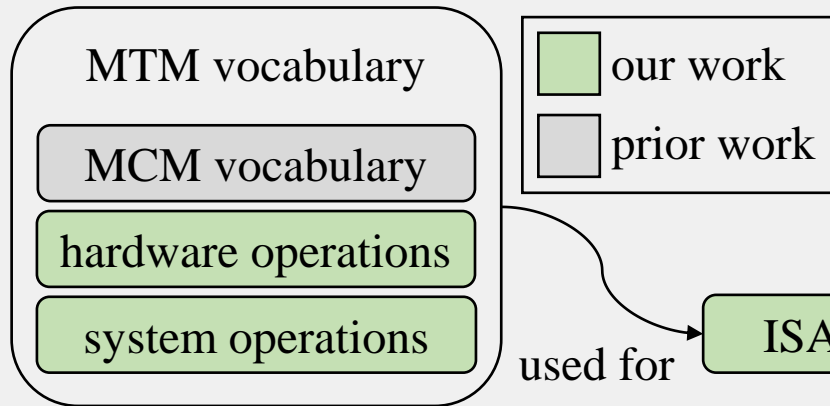 MTM vocabulary
MCM vocabulary
hardware operations
system operations
our work
prior work
used for
ISA